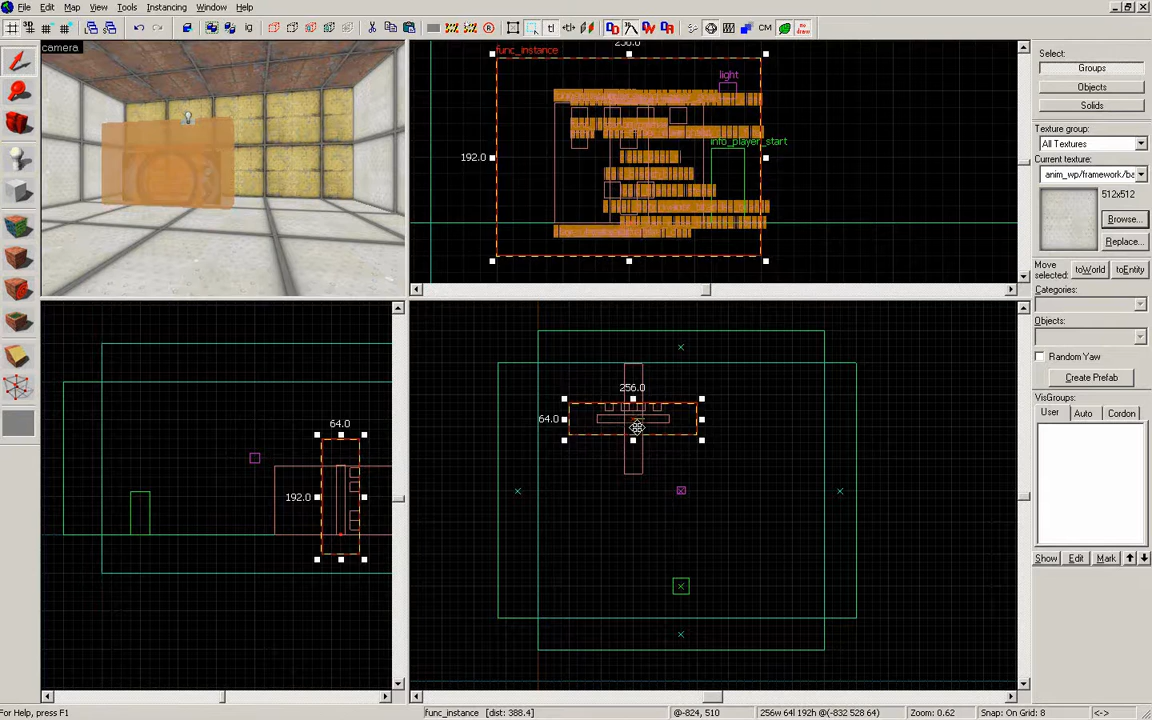 File Edit Map View Tools Instancing Window Help
camera
func_instance
256.0
light
192.0
info_player_start
64.0
192.0
256.0
64.0
Select:
Groups
Objects
Solids
Texture group:
All Textures
Current texture:
anim_wp/framework/ba
512x512
Browse...
Replace...
Move selected:
toWorld
toEntity
Categories:
Objects:
Random Yaw
Create Prefab
VisGroups:
User Auto Cordon
Show Edit Mark
For Help, press F1
func_instance [dist: 388.4]
@-824, 510
256w 64l 192h @(-832 528 64)
Zoom: 0.62
Snap: On Grid: 8
<->